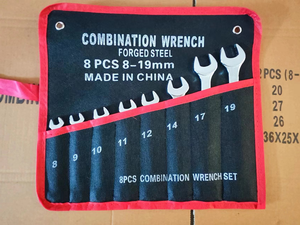 COMBINATION WRENCH
FORGED STEEL
8 PCS 8-19mm
MADE IN CHINA
8 9 10 11 12 14 17 19
8PCS COMBINATION WRENCH SET
PCS (8-
20
27
26
36X25X